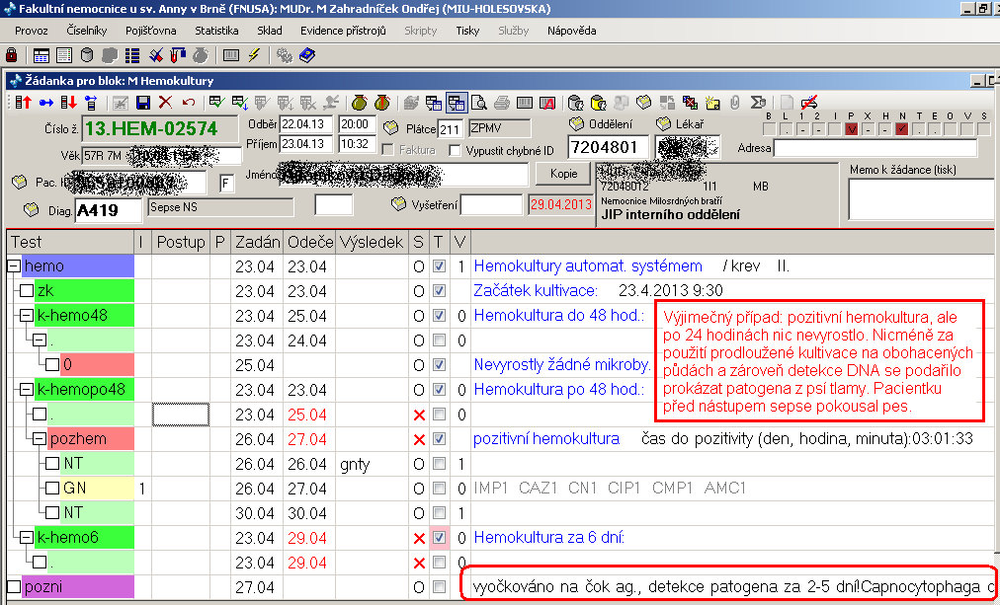 Fakultní nemocnice u sv. Anny v Brně (FNUSA): MUDr. M Zahradníček Ondřej (MIU-HOLESOVSKA)
Provoz Číselníky Pojišťovna Statistika Sklad Evidence přístrojů Skripty Tisky Služby Nápověda
Žádanka pro blok: M Hemokultury
Číslo ž. 13.HEM-02574 Odběr 22.04.13 20:00 Plátce 211 ZPMV Oddělení Lékař B L 1 2 I P K H N T E O V S
Příjem 23.04.13 10:32 Faktura Vypustit chybné ID 7204801 Adresa
Věk 57R 7M
Pac. ID F Jméno Kopie 72048012 1I1 MB Memo k žádance (tisk)
Diag. A419 Sepse NS Vyšetření 29.04.2013 Nemocnice Milosrdných bratří
JIP interního oddělení
Test I Postup P Zadán Odeče Výsledek S T V
hemo 23.04 23.04 O 1 Hemokultury automat. systémem / krev II.
zk 23.04 23.04 O Začátek kultivace: 23.4.2013 9:30
k-hemo48 23.04 25.04 O 0 Hemokultura do 48 hod.:
. 23.04 24.04 O 0
0 25.04 O Nevyrostly žádné mikroby.
k-hemopo48 23.04 23.04 O 0 Hemokultura po 48 hod.:
. 23.04 25.04 × 0
pozhem 26.04 27.04 × 0 pozitivní hemokultura čas do pozitivity (den, hodina, minuta):03:01:33
NT 26.04 26.04 gnty O 1
GN 1 26.04 27.04 O 0 IMP1 CAZ1 CN1 CIP1 CMP1 AMC1
NT 30.04 30.04 O 1
k-hemo6 23.04 29.04 × 0 Hemokultura za 6 dní:
. 23.04 29.04 × 0
pozni 27.04 O vyočkováno na čok ag., detekce patogena za 2-5 dní!Capnocytophaga c
Výjimečný případ: pozitivní hemokultura, ale
po 24 hodinách nic nevyrostlo. Nicméně za
použití prodloužené kultivace na obohacených
půdách a zároveň detekce DNA se podařilo
prokázat patogena z psí tlamy. Pacientku
před nástupem sepse pokousal pes.